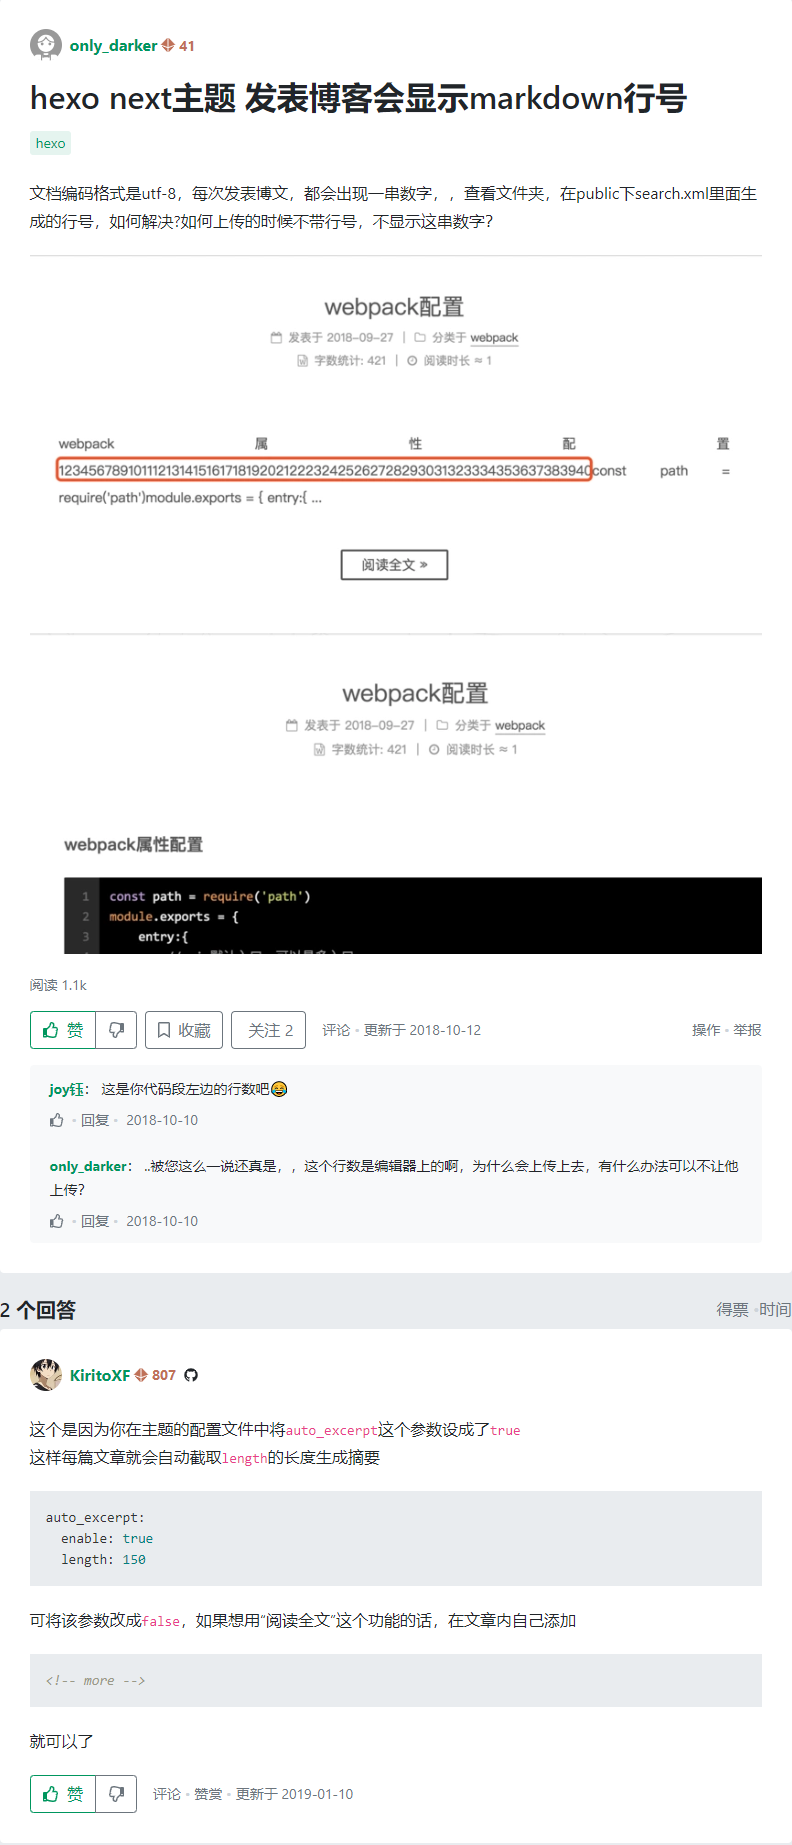 only_darker 41
hexo next主题 发表博客会显示markdown行号
hexo
文档编码格式是utf-8，每次发表博文，都会出现一串数字，，查看文件夹，在public下search.xml里面生
成的行号，如何解决?如何上传的时候不带行号，不显示这串数字？
webpack配置
发表于 2018-09-27 | 分类于 webpack
字数统计: 421 | 阅读时长 ≈ 1
webpack 属 性 配 置
12345678910111213141516171819202122232425262728293031323334353637383940const path =
require('path')module.exports = { entry:{ ...
阅读全文 »
webpack配置
发表于 2018-09-27 | 分类于 webpack
字数统计: 421 | 阅读时长 ≈ 1
webpack属性配置
1 const path = require('path')
2 module.exports = {
3 entry:{
阅读 1.1k
赞 收藏 关注 2 评论 • 更新于 2018-10-12 操作 • 举报
joy钰： 这是你代码段左边的行数吧😂
• 回复 • 2018-10-10
only_darker： ..被您这么一说还真是，，这个行数是编辑器上的啊，为什么会上传上去，有什么办法可以不让他
上传？
• 回复 • 2018-10-10
2 个回答 得票 •时间
KiritoXF 807
这个是因为你在主题的配置文件中将auto_excerpt这个参数设成了true
这样每篇文章就会自动截取length的长度生成摘要
auto_excerpt:
enable: true
length: 150
可将该参数改成false，如果想用“阅读全文”这个功能的话，在文章内自己添加
<!-- more -->
就可以了
赞 评论 • 赞赏 • 更新于 2019-01-10